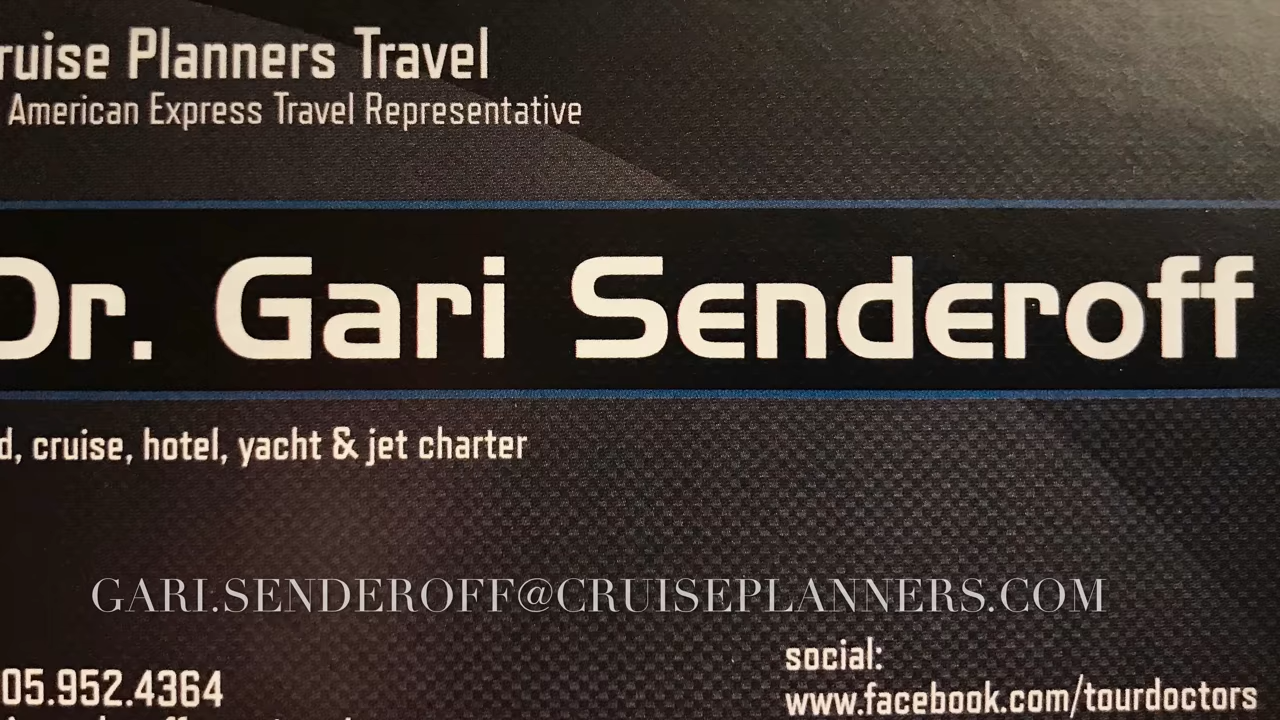 ruise Planners Travel
American Express Travel Representative
Dr. Gari Senderoff
d, cruise, hotel, yacht & jet charter
GARI.SENDEROFF@CRUISEPLANNERS.COM
social:
05.952.4364
www.facebook.com/tourdoctors